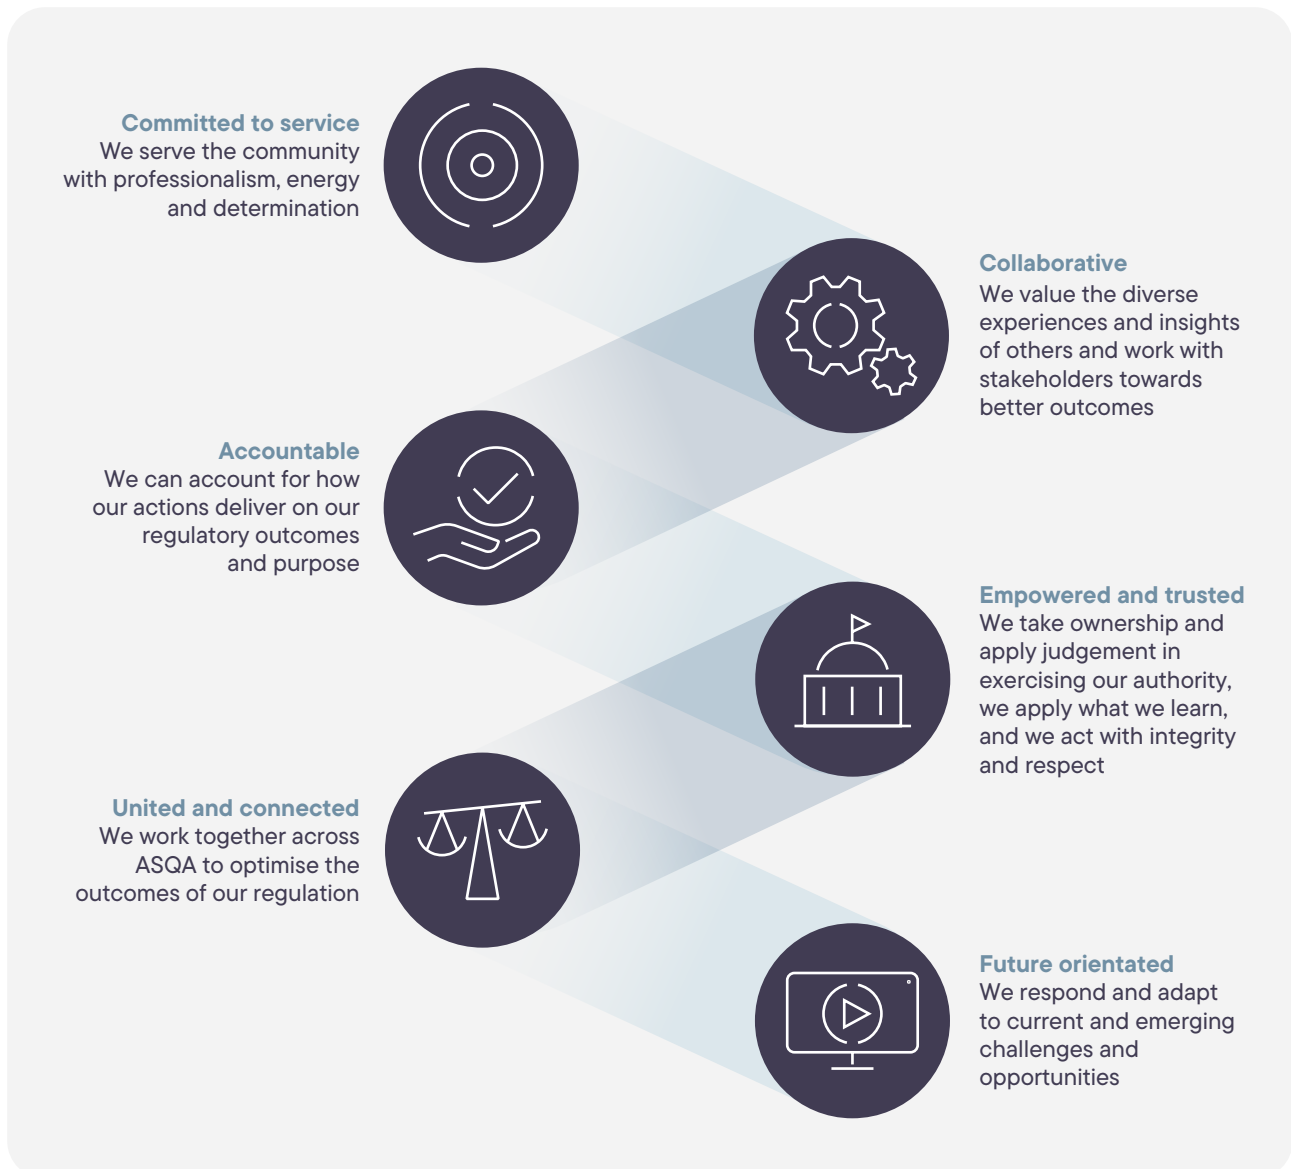 Committed to service
We serve the community
with professionalism, energy
and determination
Collaborative
We value the diverse
experiences and insights
of others and work with
stakeholders towards
better outcomes
Accountable
We can account for how
our actions deliver on our
regulatory outcomes
and purpose
Empowered and trusted
We take ownership and
apply judgement in
exercising our authority,
we apply what we learn,
and we act with integrity
and respect
United and connected
We work together across
ASQA to optimise the
outcomes of our regulation
Future orientated
We respond and adapt
to current and emerging
challenges and
opportunities